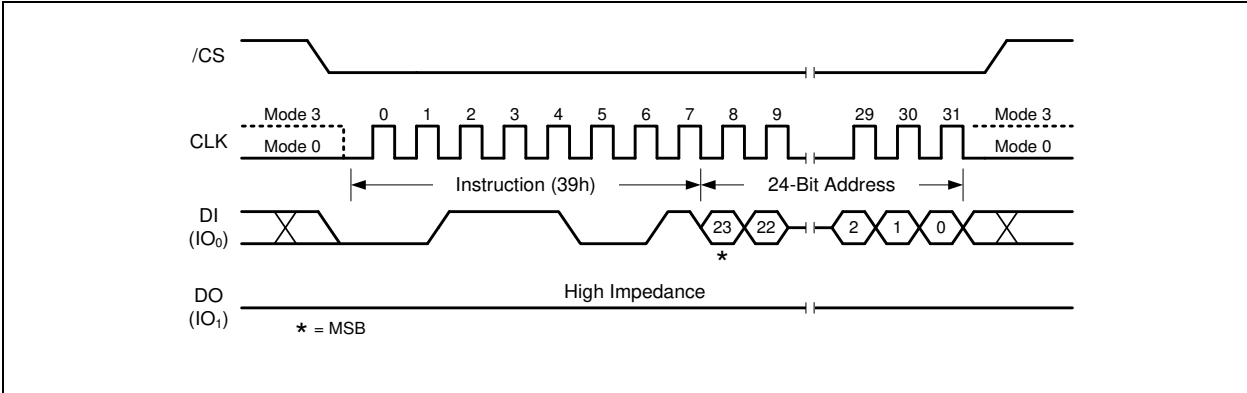 /CS
Mode 3 0 1 2 3 4 5 6 7 8 9 29 30 31 Mode 3
CLK
Mode 0 Mode 0
Instruction (39h) 24-Bit Address
DI
(IO₀)
23 22 2 1 0
*
DO
(IO₁)
High Impedance
* = MSB